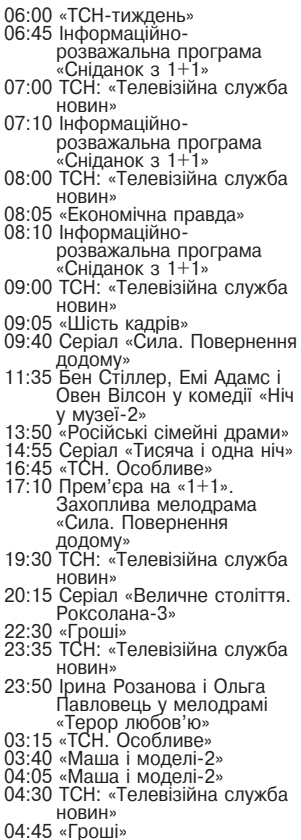 06:00 «ТСН-тиждень»
06:45 Інформаційно-
розважальна програма
«Сніданок з 1+1»
07:00 ТСН: «Телевізійна служба
новин»
07:10 Інформаційно-
розважальна програма
«Сніданок з 1+1»
08:00 ТСН: «Телевізійна служба
новин»
08:05 «Економічна правда»
08:10 Інформаційно-
розважальна програма
«Сніданок з 1+1»
09:00 ТСН: «Телевізійна служба
новин»
09:05 «Шість кадрів»
09:40 Серіал «Сила. Повернення
додому»
11:35 Бен Стіллер, Емі Адамс і
Овен Вілсон у комедії «Ніч
у музеї-2»
13:50 «Російські сімейні драми»
14:55 Серіал «Тисяча і одна ніч»
16:45 «ТСН. Особливе»
17:10 Прем’єра на «1+1».
Захоплива мелодрама
«Сила. Повернення
додому»
19:30 ТСН: «Телевізійна служба
новин»
20:15 Серіал «Величне століття.
Роксолана-3»
22:30 «Гроші»
23:35 ТСН: «Телевізійна служба
новин»
23:50 Ірина Розанова і Ольга
Павловець у мелодрамі
«Терор любов’ю»
03:15 «ТСН. Особливе»
03:40 «Маша і моделі-2»
04:05 «Маша і моделі-2»
04:30 ТСН: «Телевізійна служба
новин»
04:45 «Гроші»